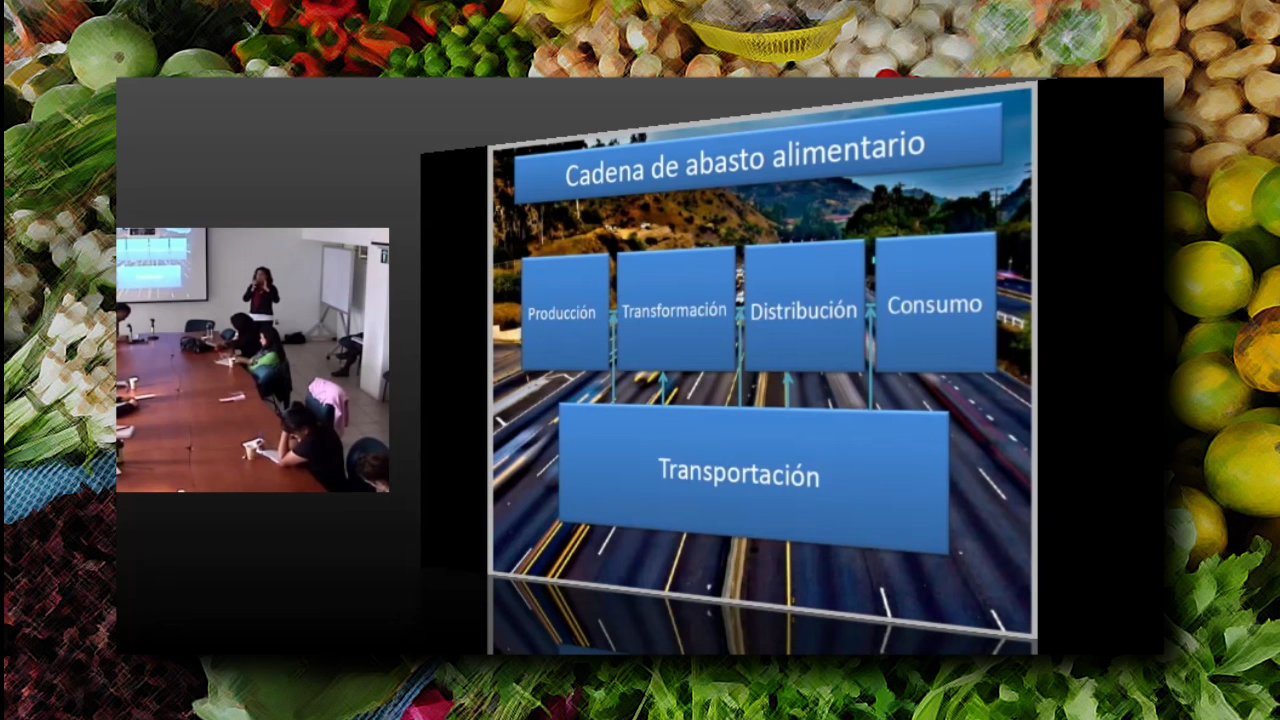 Cadena de abasto alimentario
Producción
Transformación
Distribución
Consumo
Transportación